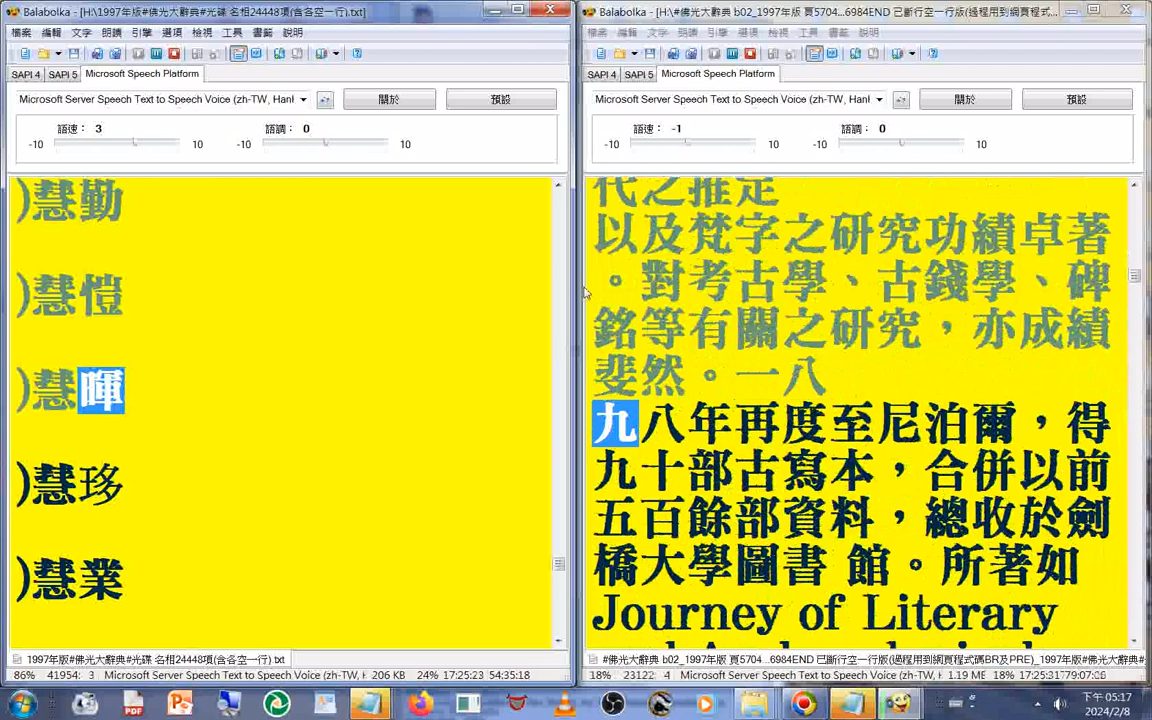 Balabolka - [H:\1997年版#佛光大辭典#光碟 名相24448項(含各空一行).txt]
檔案 編輯 文字 朗讀 引擎 選項 檢視 工具 書籤 說明
SAPI 4 SAPI 5 Microsoft Speech Platform
Microsoft Server Speech Text to Speech Voice (zh-TW, Hanl
關於
預設
語速： 3
語調： 0
-10 10 -10 10
)慧勤
)慧愷
)慧暉
)慧珍
)慧業
1997年版#佛光大辭典#光碟 名相24448項(含各空一行).txt
86% 41954: 3 Microsoft Server Speech Text to Speech Voice (zh-TW, H 206 KB 24% 17:25:23 54:35:18
Balabolka - [H:\#佛光大辭典 b02_1997年版 頁5704...6984END 已斷行空一行版(過程用到網頁程式...
檔案 編輯 文字 朗讀 引擎 選項 檢視 工具 書籤 說明
SAPI 4 SAPI 5 Microsoft Speech Platform
Microsoft Server Speech Text to Speech Voice (zh-TW, Hanl
關於
預設
語速： -1
語調： 0
-10 10 -10 10
代之推定
以及梵字之研究功績卓著
。對考古學、古錢學、碑
銘等有關之研究，亦成績
斐然。一八
九八年再度至尼泊爾，得
九十部古寫本，合併以前
五百餘部資料，總收於劍
橋大學圖書 館。所著如
Journey of Literary
#佛光大辭典 b02_1997年版 頁5704...6984END 已斷行空一行版(過程用到網頁程式碼BR及PRE)_1997年版#
18% 23122: 4 Microsoft Server Speech Text to Speech Voice (zh-TW, H 1.19 ME 18% 17:25:31 79:07:06
下午 05:17
2024/2/8